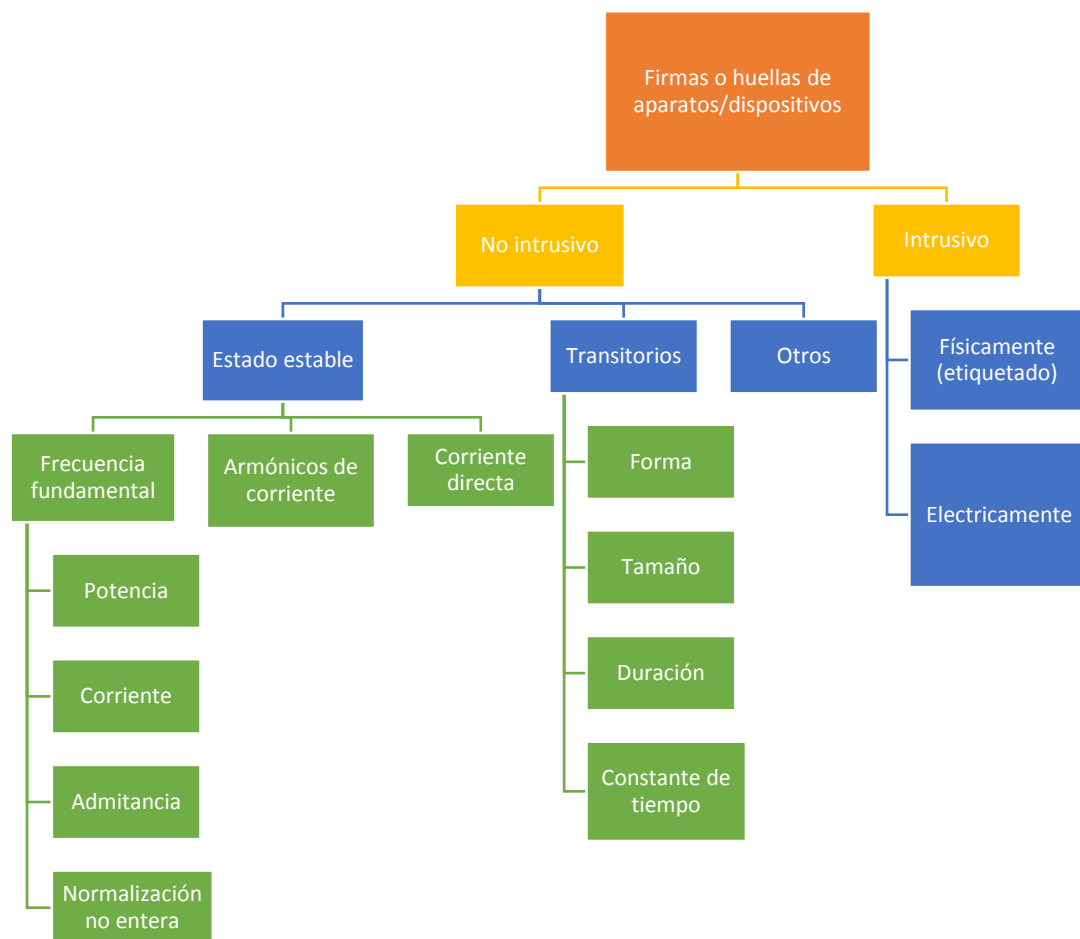 Firmas o huellas de
aparatos/dispositivos
No intrusivo
Intrusivo
Estado estable
Transitorios
Otros
Físicamente
(etiquetado)
Electricamente
Frecuencia
fundamental
Armónicos de
corriente
Corriente
directa
Potencia
Corriente
Admitancia
Normalización
no entera
Forma
Tamaño
Duración
Constante de
tiempo